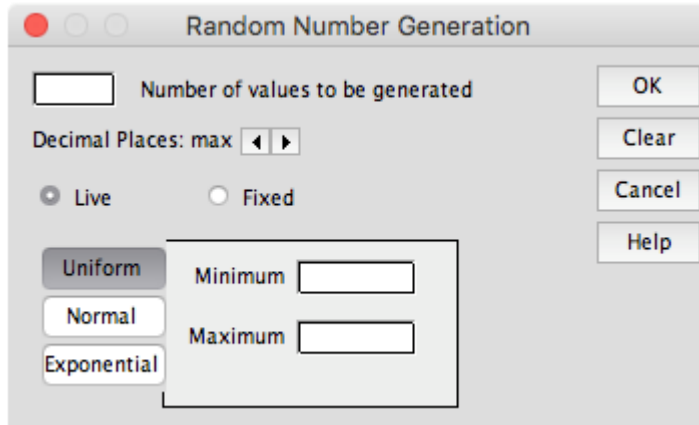 Random Number Generation
Number of values to be generated
OK
Decimal Places: max
Clear
Live
Fixed
Cancel
Help
Uniform
Minimum
Normal
Maximum
Exponential